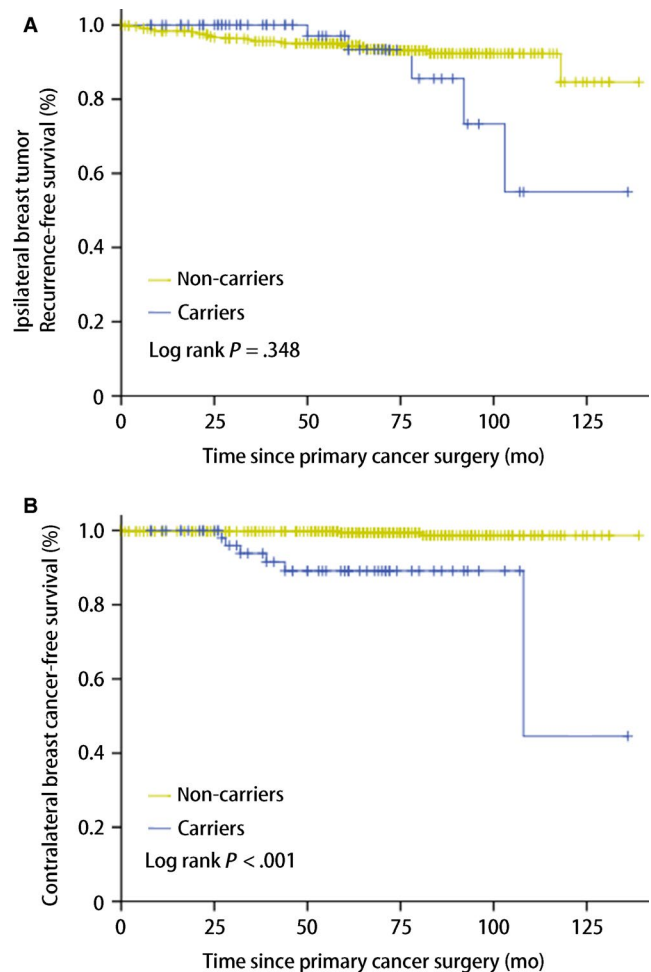 A
Ipsilateral breast tumor
Recurrence-free survival (%)
1.0
0.8
0.6
0.4
0.2
0
Non-carriers
Carriers
Log rank P = .348
0 25 50 75 100 125
Time since primary cancer surgery (mo)
B
Contralateral breast cancer-free survival (%)
1.0
0.8
0.6
0.4
0.2
0
Non-carriers
Carriers
Log rank P < .001
0 25 50 75 100 125
Time since primary cancer surgery (mo)